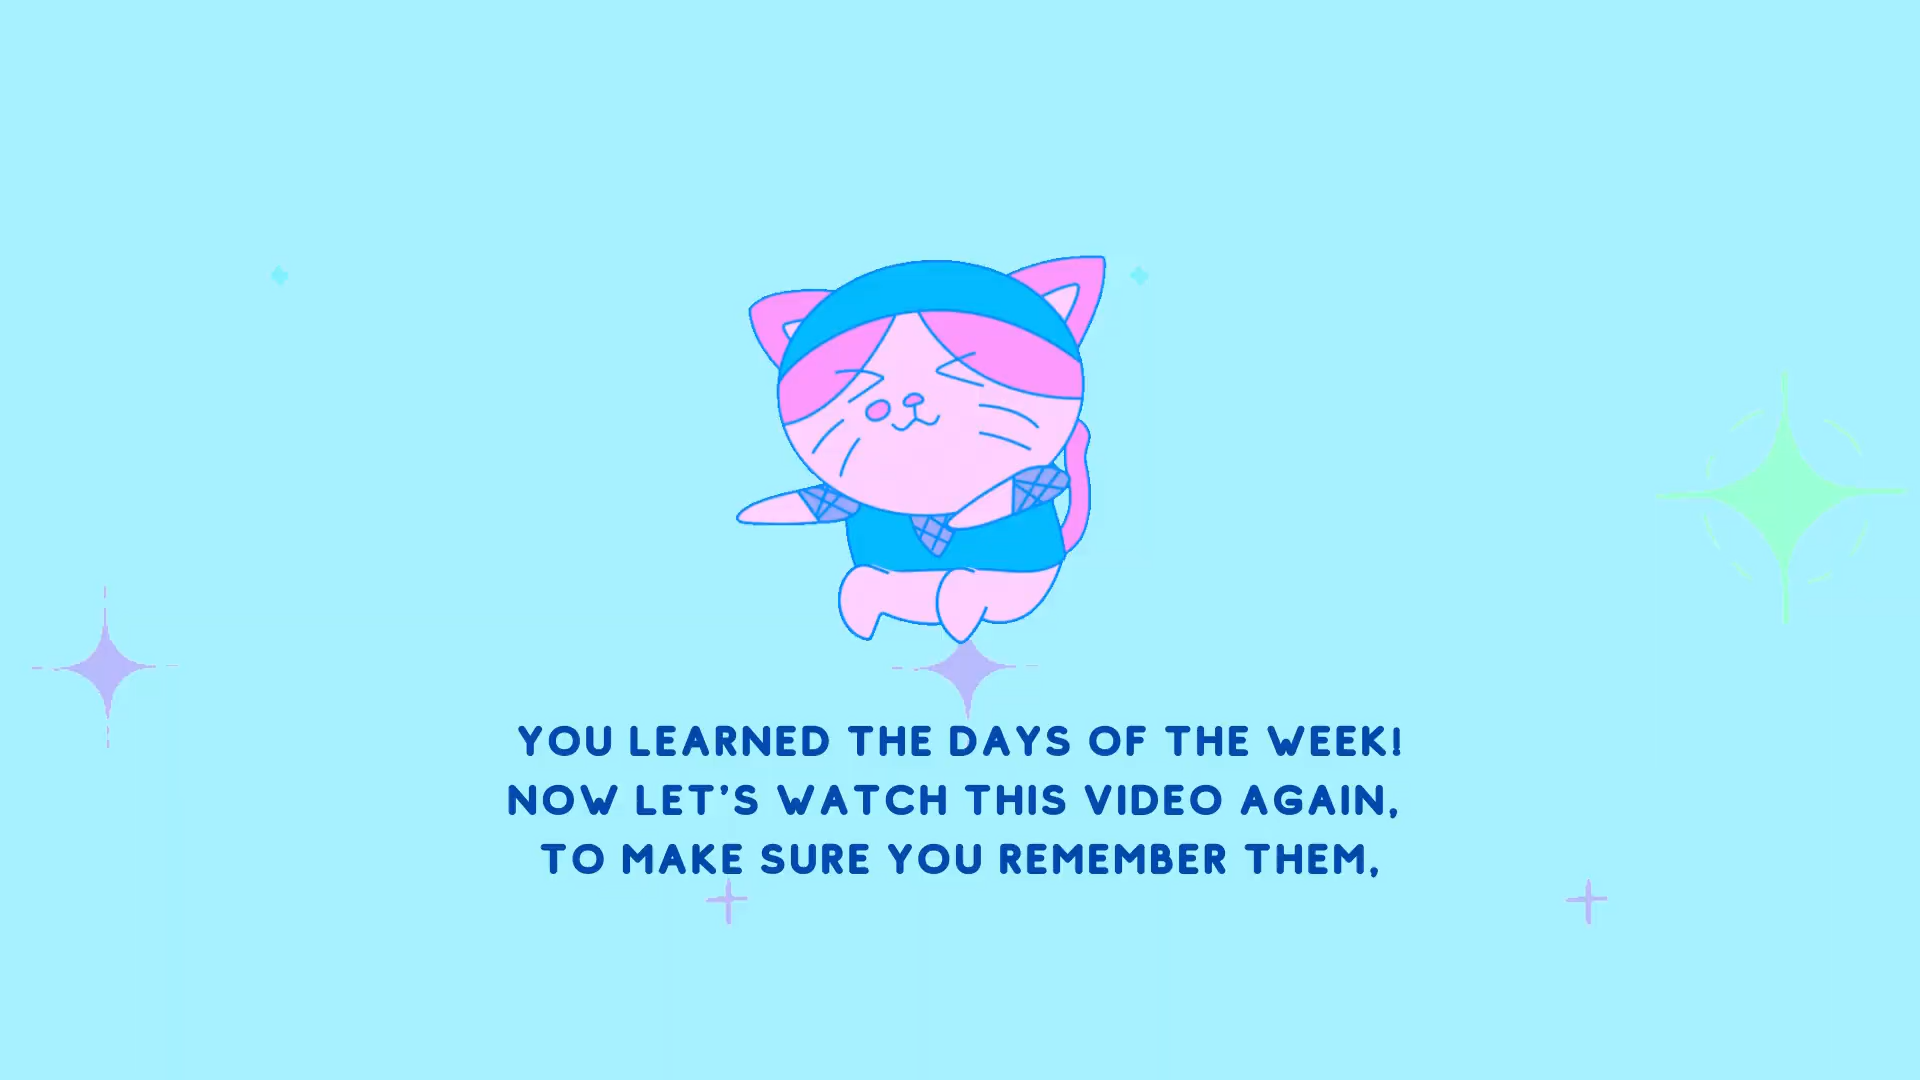 YOU LEARNED THE DAYS OF THE WEEK!
NOW LET'S WATCH THIS VIDEO AGAIN,
TO MAKE SURE YOU REMEMBER THEM,